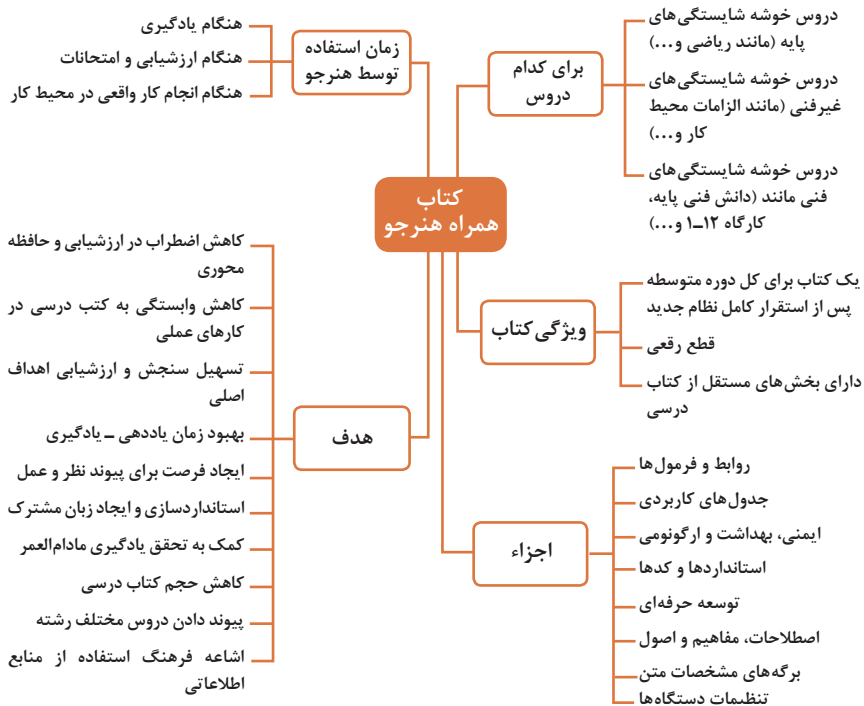 کتاب
همراه هنرجو
برای کدام
دروس
دروس خوشه شایستگی‌های
پایه (مانند ریاضی و...)
دروس خوشه شایستگی‌های
غیرفنی (مانند الزامات محیط
کار و...)
دروس خوشه شایستگی‌های
فنی مانند (دانش فنی پایه،
کارگاه ۱۲ـ۱ و...)
ویژگی کتاب
یک کتاب برای کل دوره متوسطه
پس از استقرار کامل نظام جدید
قطع رقعی
دارای بخش‌های مستقل از کتاب
درسی
اجزاء
روابط و فرمول‌ها
جدول‌های کاربردی
ایمنی، بهداشت و ارگونومی
استانداردها و کدها
توسعه حرفه‌ای
اصطلاحات، مفاهیم و اصول
برگه‌های مشخصات متن
تنظیمات دستگاه‌ها
زمان استفاده
توسط هنرجو
هنگام یادگیری
هنگام ارزشیابی و امتحانات
هنگام انجام کار واقعی در محیط کار
هدف
کاهش اضطراب در ارزشیابی و حافظه
محوری
کاهش وابستگی به کتب درسی در
کارهای عملی
تسهیل سنجش و ارزشیابی اهداف
اصلی
بهبود زمان یاددهی ـ یادگیری
ایجاد فرصت برای پیوند نظر و عمل
استانداردسازی و ایجاد زبان مشترک
کمک به تحقق یادگیری مادام‌العمر
کاهش حجم کتاب درسی
پیوند دادن دروس مختلف رشته
اشاعه فرهنگ استفاده از منابع
اطلاعاتی